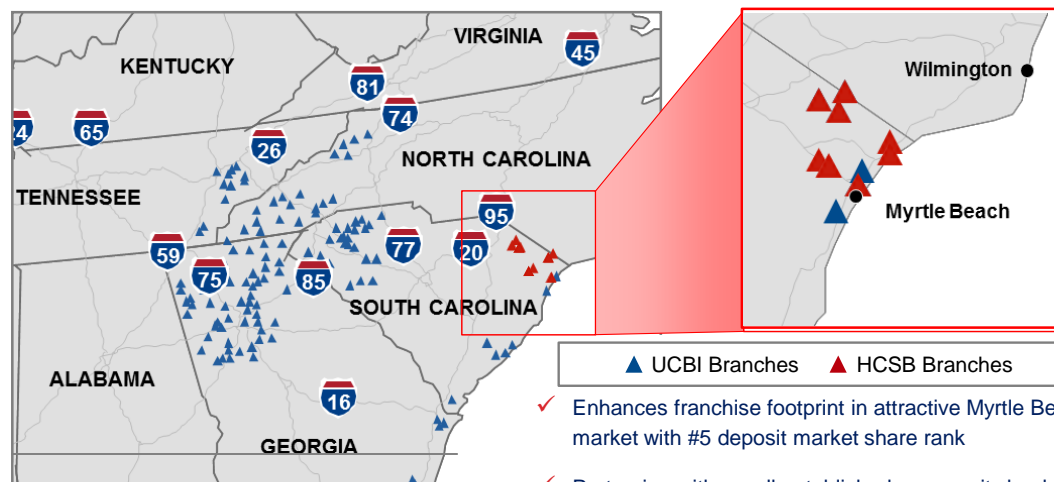 VIRGINIA
45
KENTUCKY
81
74
65
26
NORTH CAROLINA
TENNESSEE
95
59
77
20
75
85
SOUTH CAROLINA
ALABAMA
16
GEORGIA
Wilmington
Myrtle Beach
UCBI Branches HCSB Branches
✓ Enhances franchise footprint in attractive Myrtle
market with #5 deposit market share rank